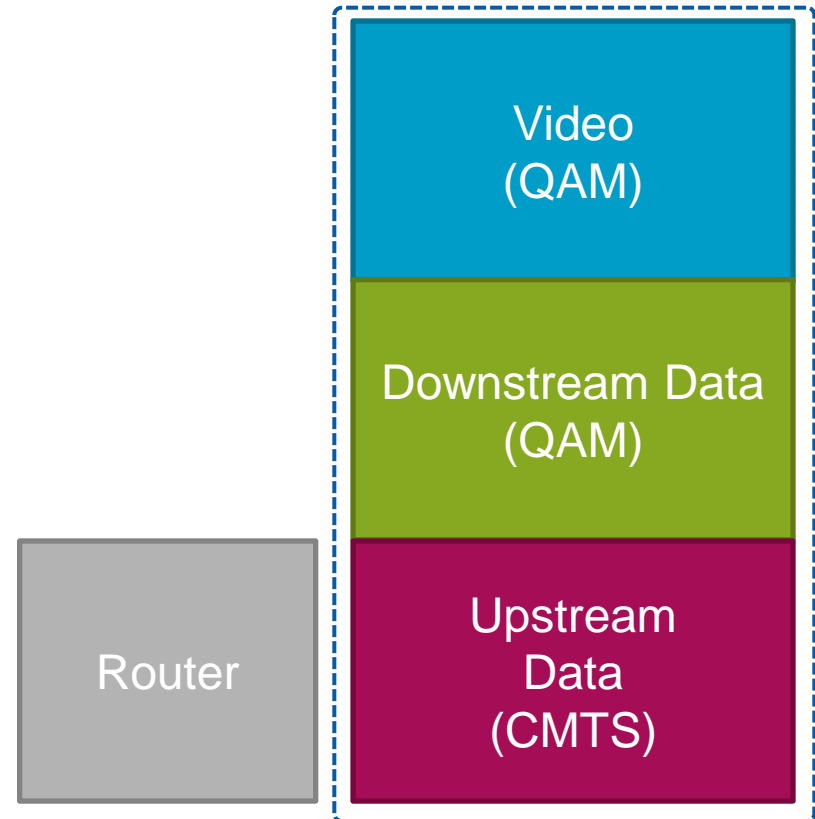 Video
(QAM)
Downstream Data
(QAM)
Router
Upstream
Data
(CMTS)